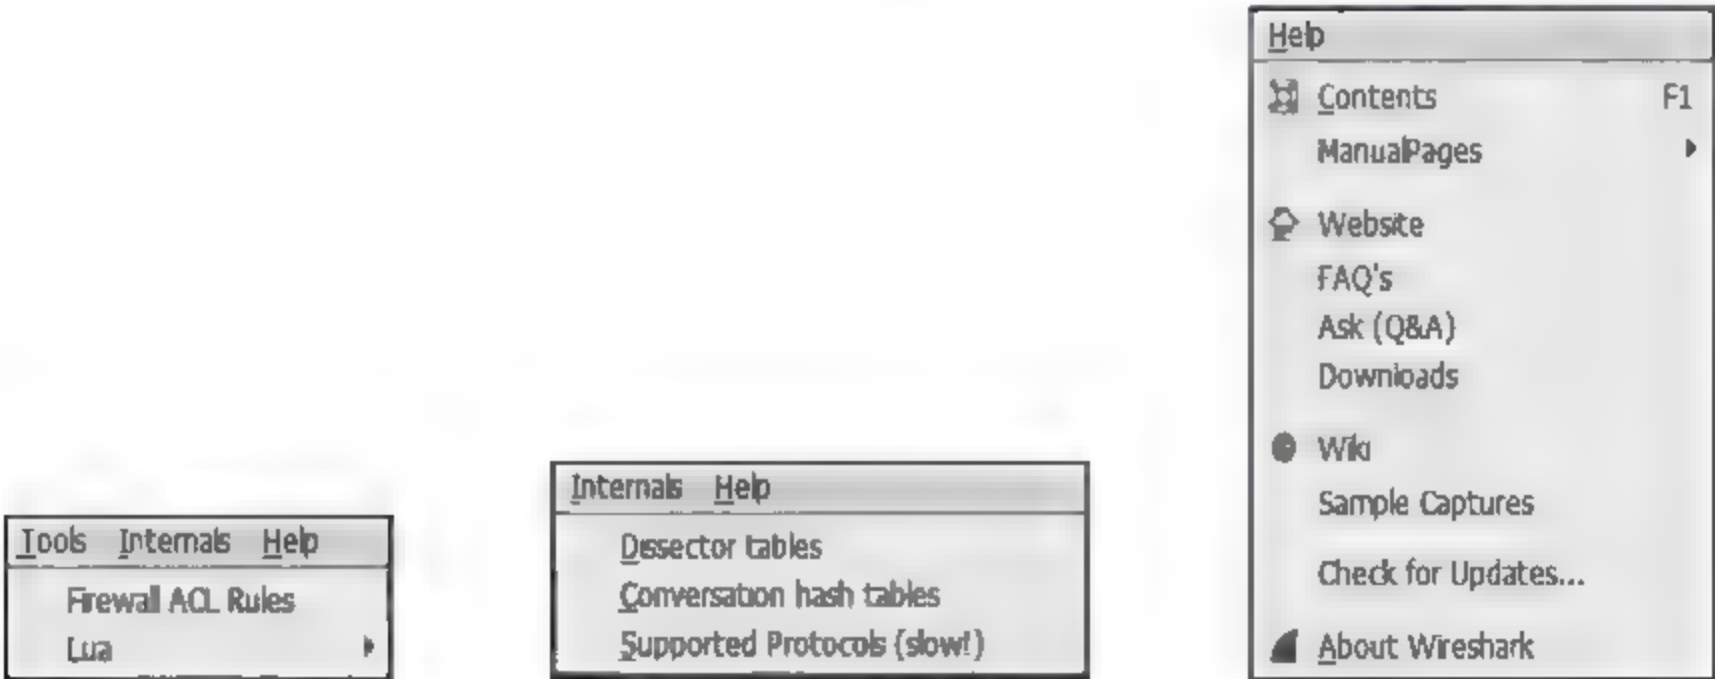 Tools Internals Help
Firewall ACL Rules
Lua
Internals Help
Dissector tables
Conversation hash tables
Supported Protocols (slow!)
Help
Contents F1
ManualPages
Website
FAQ's
Ask (Q&A)
Downloads
Wiki
Sample Captures
Check for Updates...
About Wireshark